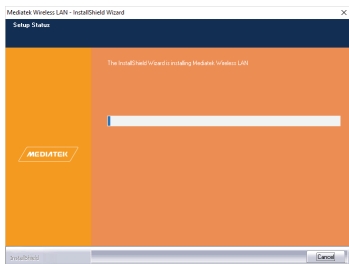 Mediatek Wireless LAN - InstallShield Wizard
Setup Status
The InstallShield Wizard is installing Mediatek Wireless LAN
MEDIATEK
InstallShield
Cancel